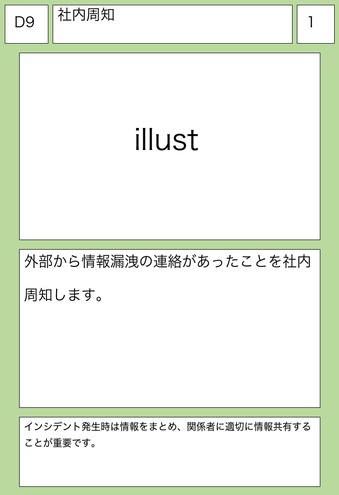 D9
社内周知
1
illust
外部から情報漏洩の連絡があったことを社内
周知します。
インシデント発生時は情報をまとめ、関係者に適切に情報共有する
ことが重要です。